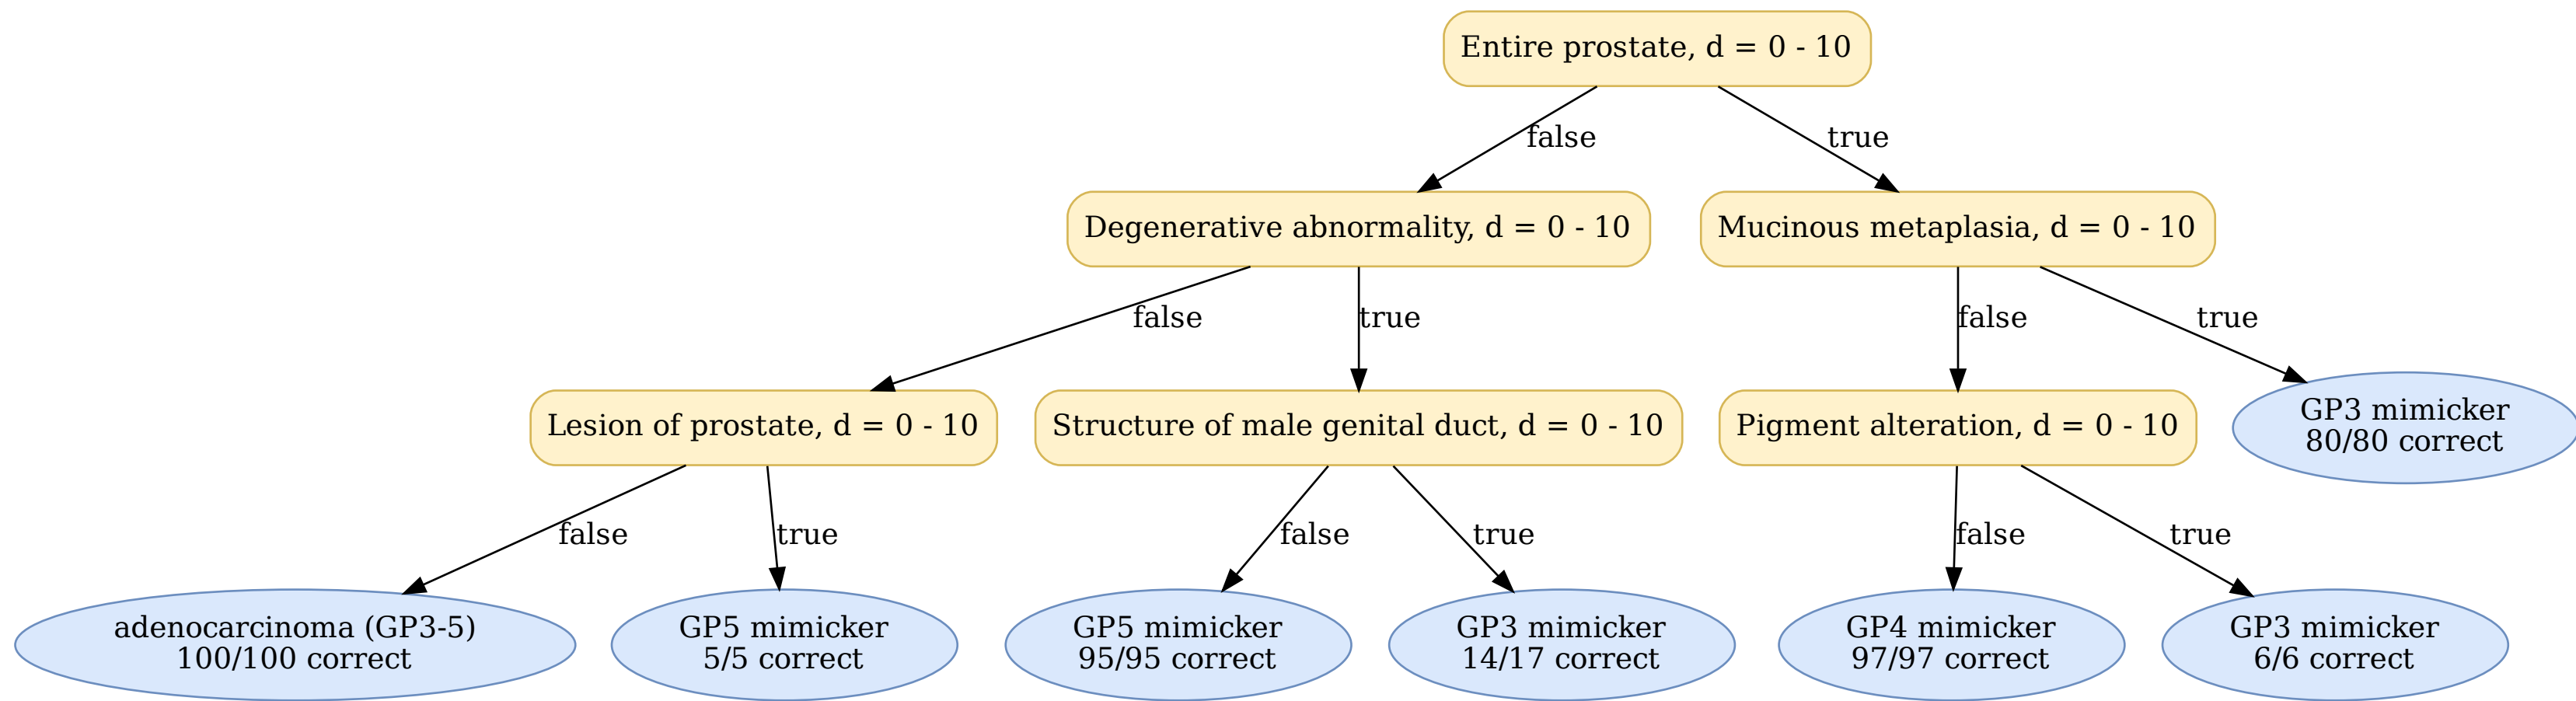 Entire prostate, d = 0 - 10
false
true
Degenerative abnormality, d = 0 - 10
Mucinous metaplasia, d = 0 - 10
false
true
false
true
Lesion of prostate, d = 0 - 10
Structure of male genital duct, d = 0 - 10
Pigment alteration, d = 0 - 10
GP3 mimicker
80/80 correct
false
true
false
true
false
true
adenocarcinoma (GP3-5)
100/100 correct
GP5 mimicker
5/5 correct
GP5 mimicker
95/95 correct
GP3 mimicker
14/17 correct
GP4 mimicker
97/97 correct
GP3 mimicker
6/6 correct